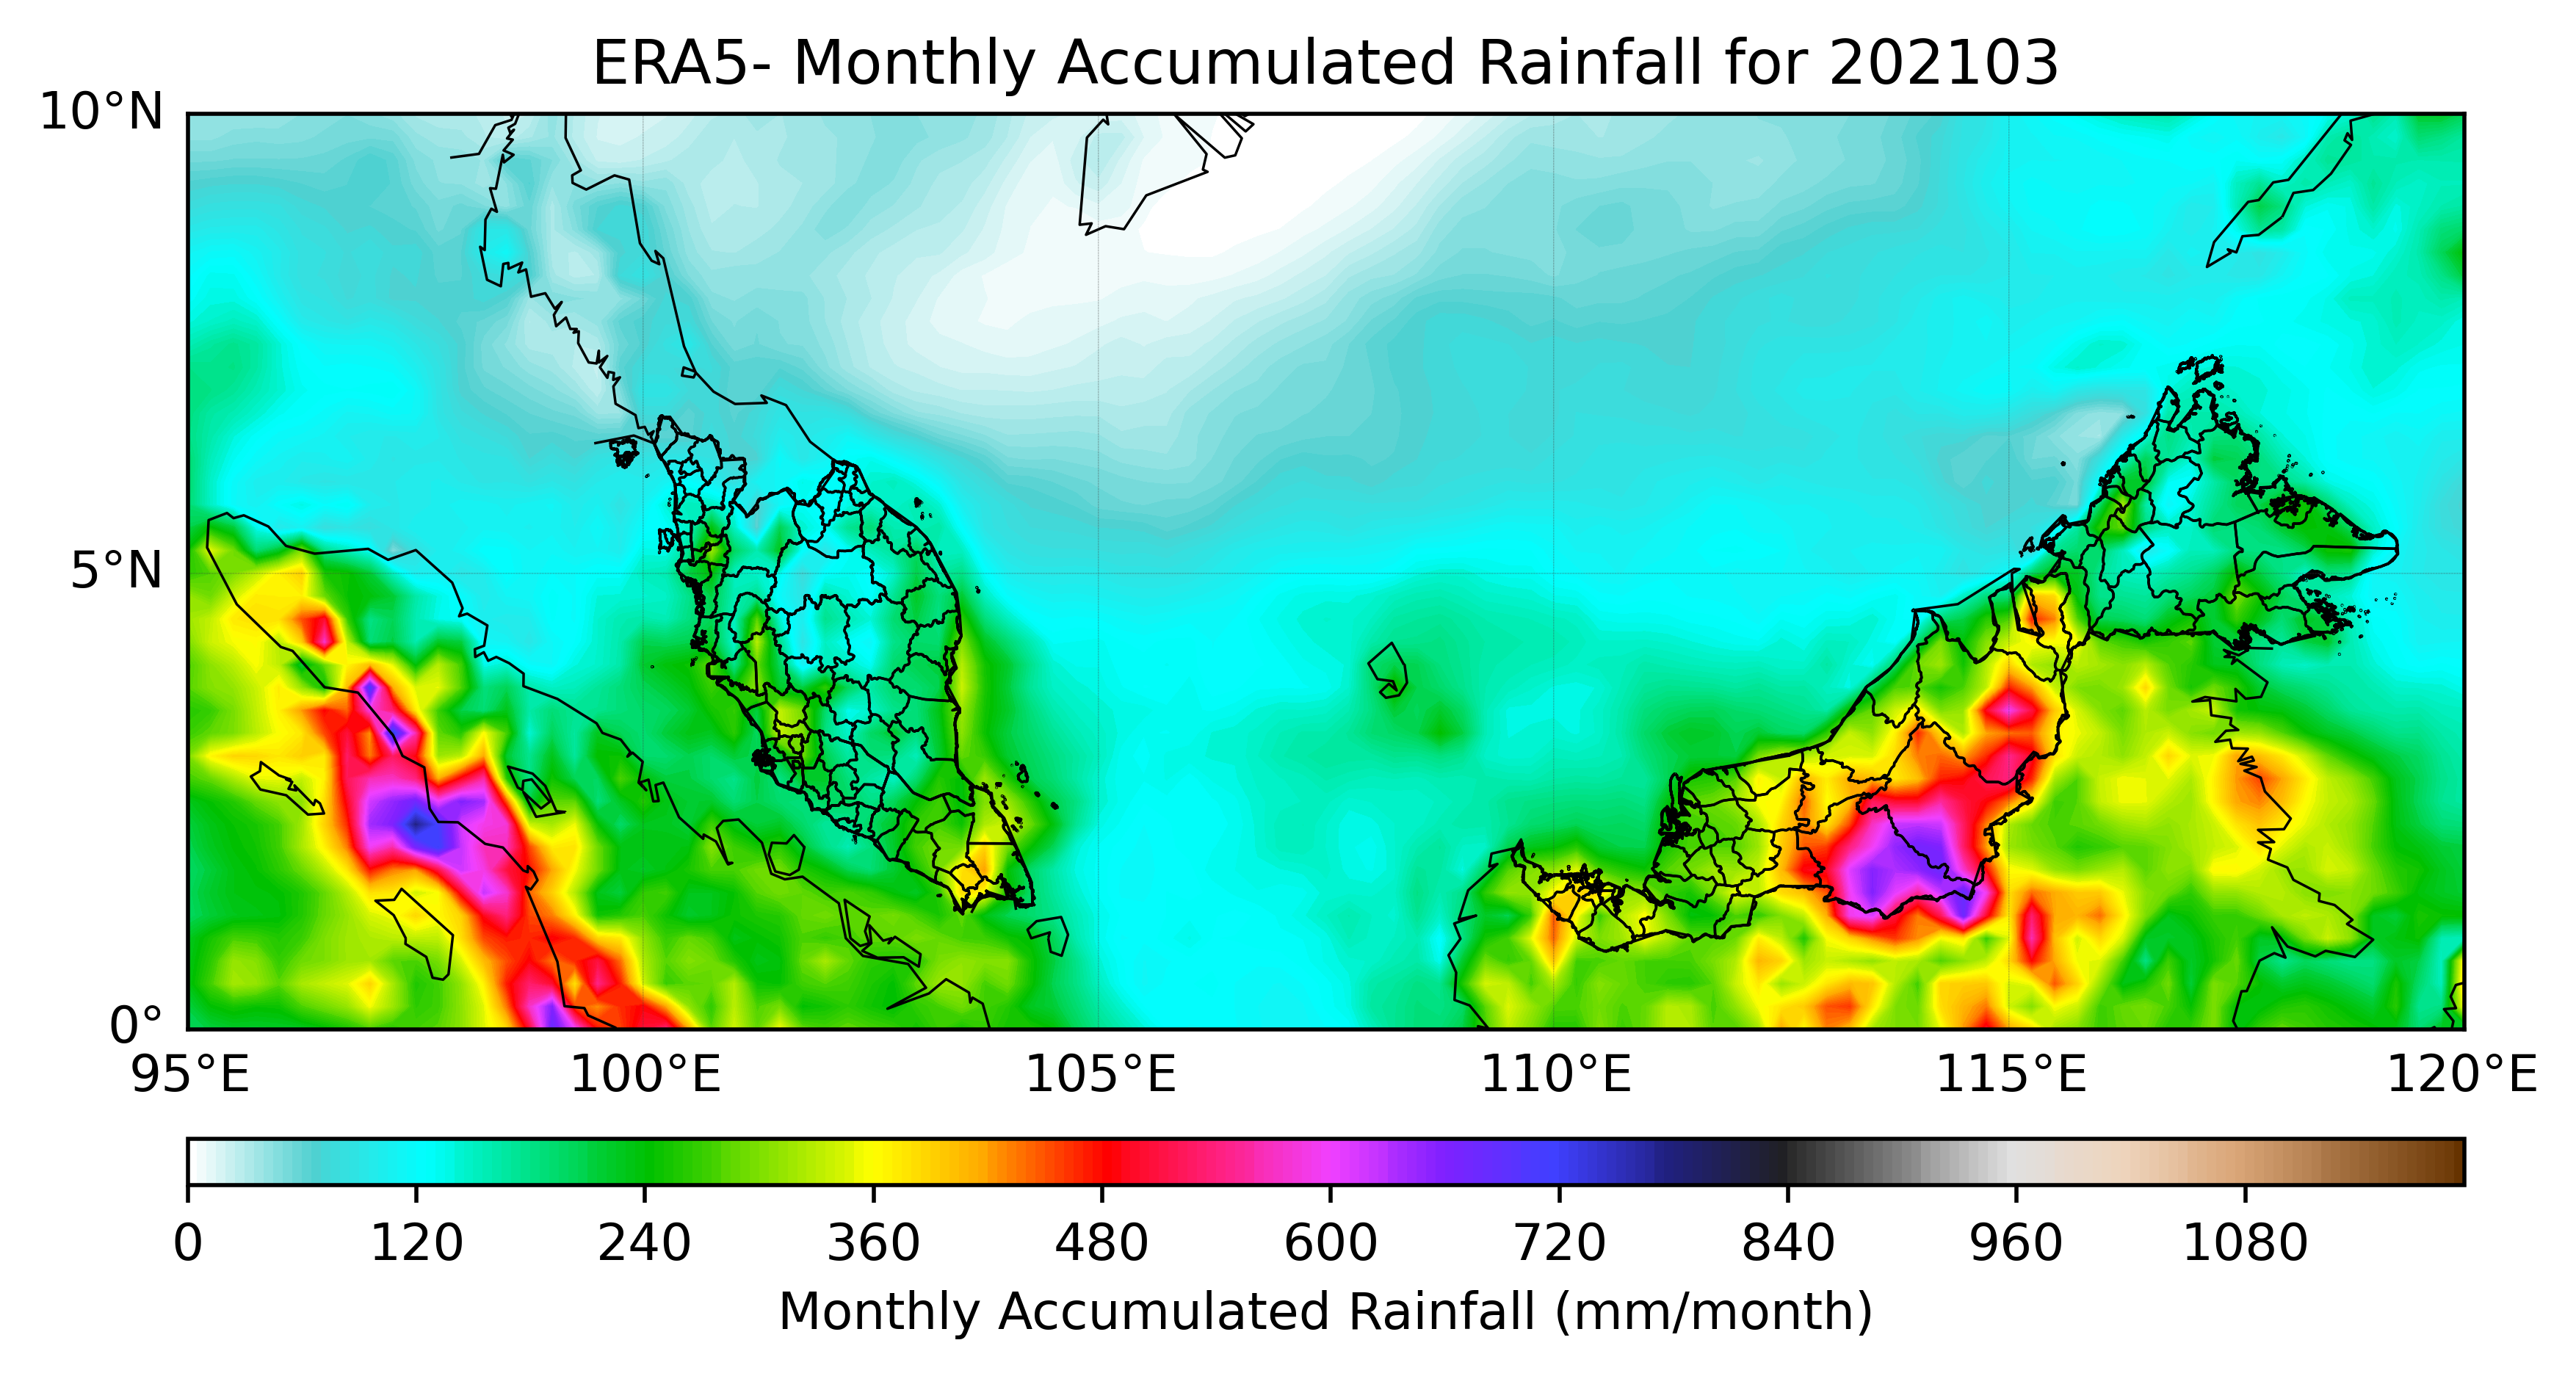 ERA5- Monthly Accumulated Rainfall for 202103
10°N
5°N
0°
95°E 100°E 105°E 110°E 115°E 120°E
0 120 240 360 480 600 720 840 960 1080
Monthly Accumulated Rainfall (mm/month)